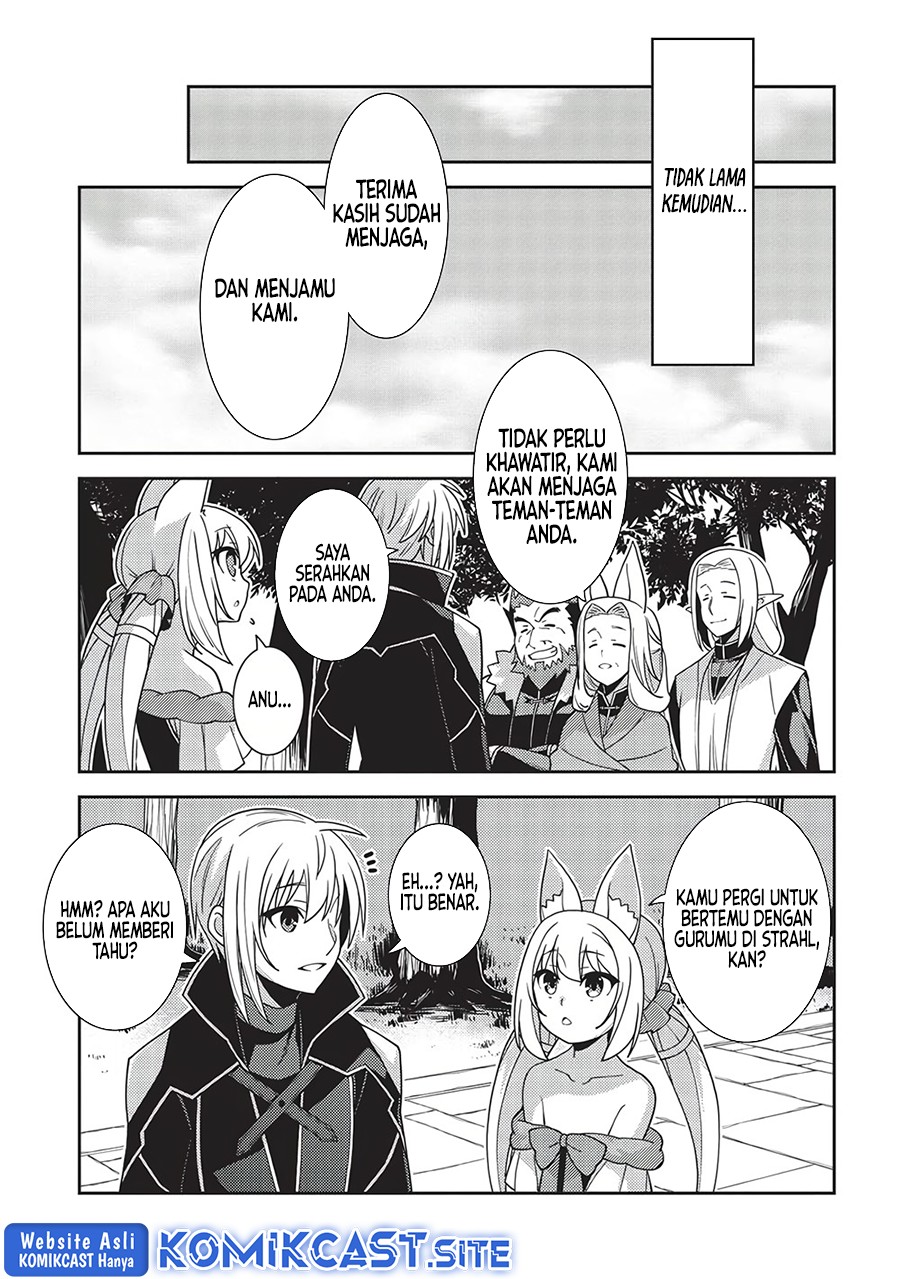 TIDAK LAMA
KEMUDIAN...
TERIMA
KASIH SUDAH
MENJAGA,
DAN MENJAMU
KAMI.
TIDAK PERLU
KHAWATIR, KAMI
AKAN MENJAGA
TEMAN-TEMAN
ANDA.
SAYA
SERAHKAN
PADA ANDA.
ANU...
KAMU PERGI UNTUK
BERTEMU DENGAN
GURUMU DI STRAHL,
KAN?
EH...? YAH,
ITU BENAR.
HMM? APA AKU
BELUM MEMBERI
TAHU?
Website Asli
KOMIKCAST Hanya
KOMIKCAST.SITE